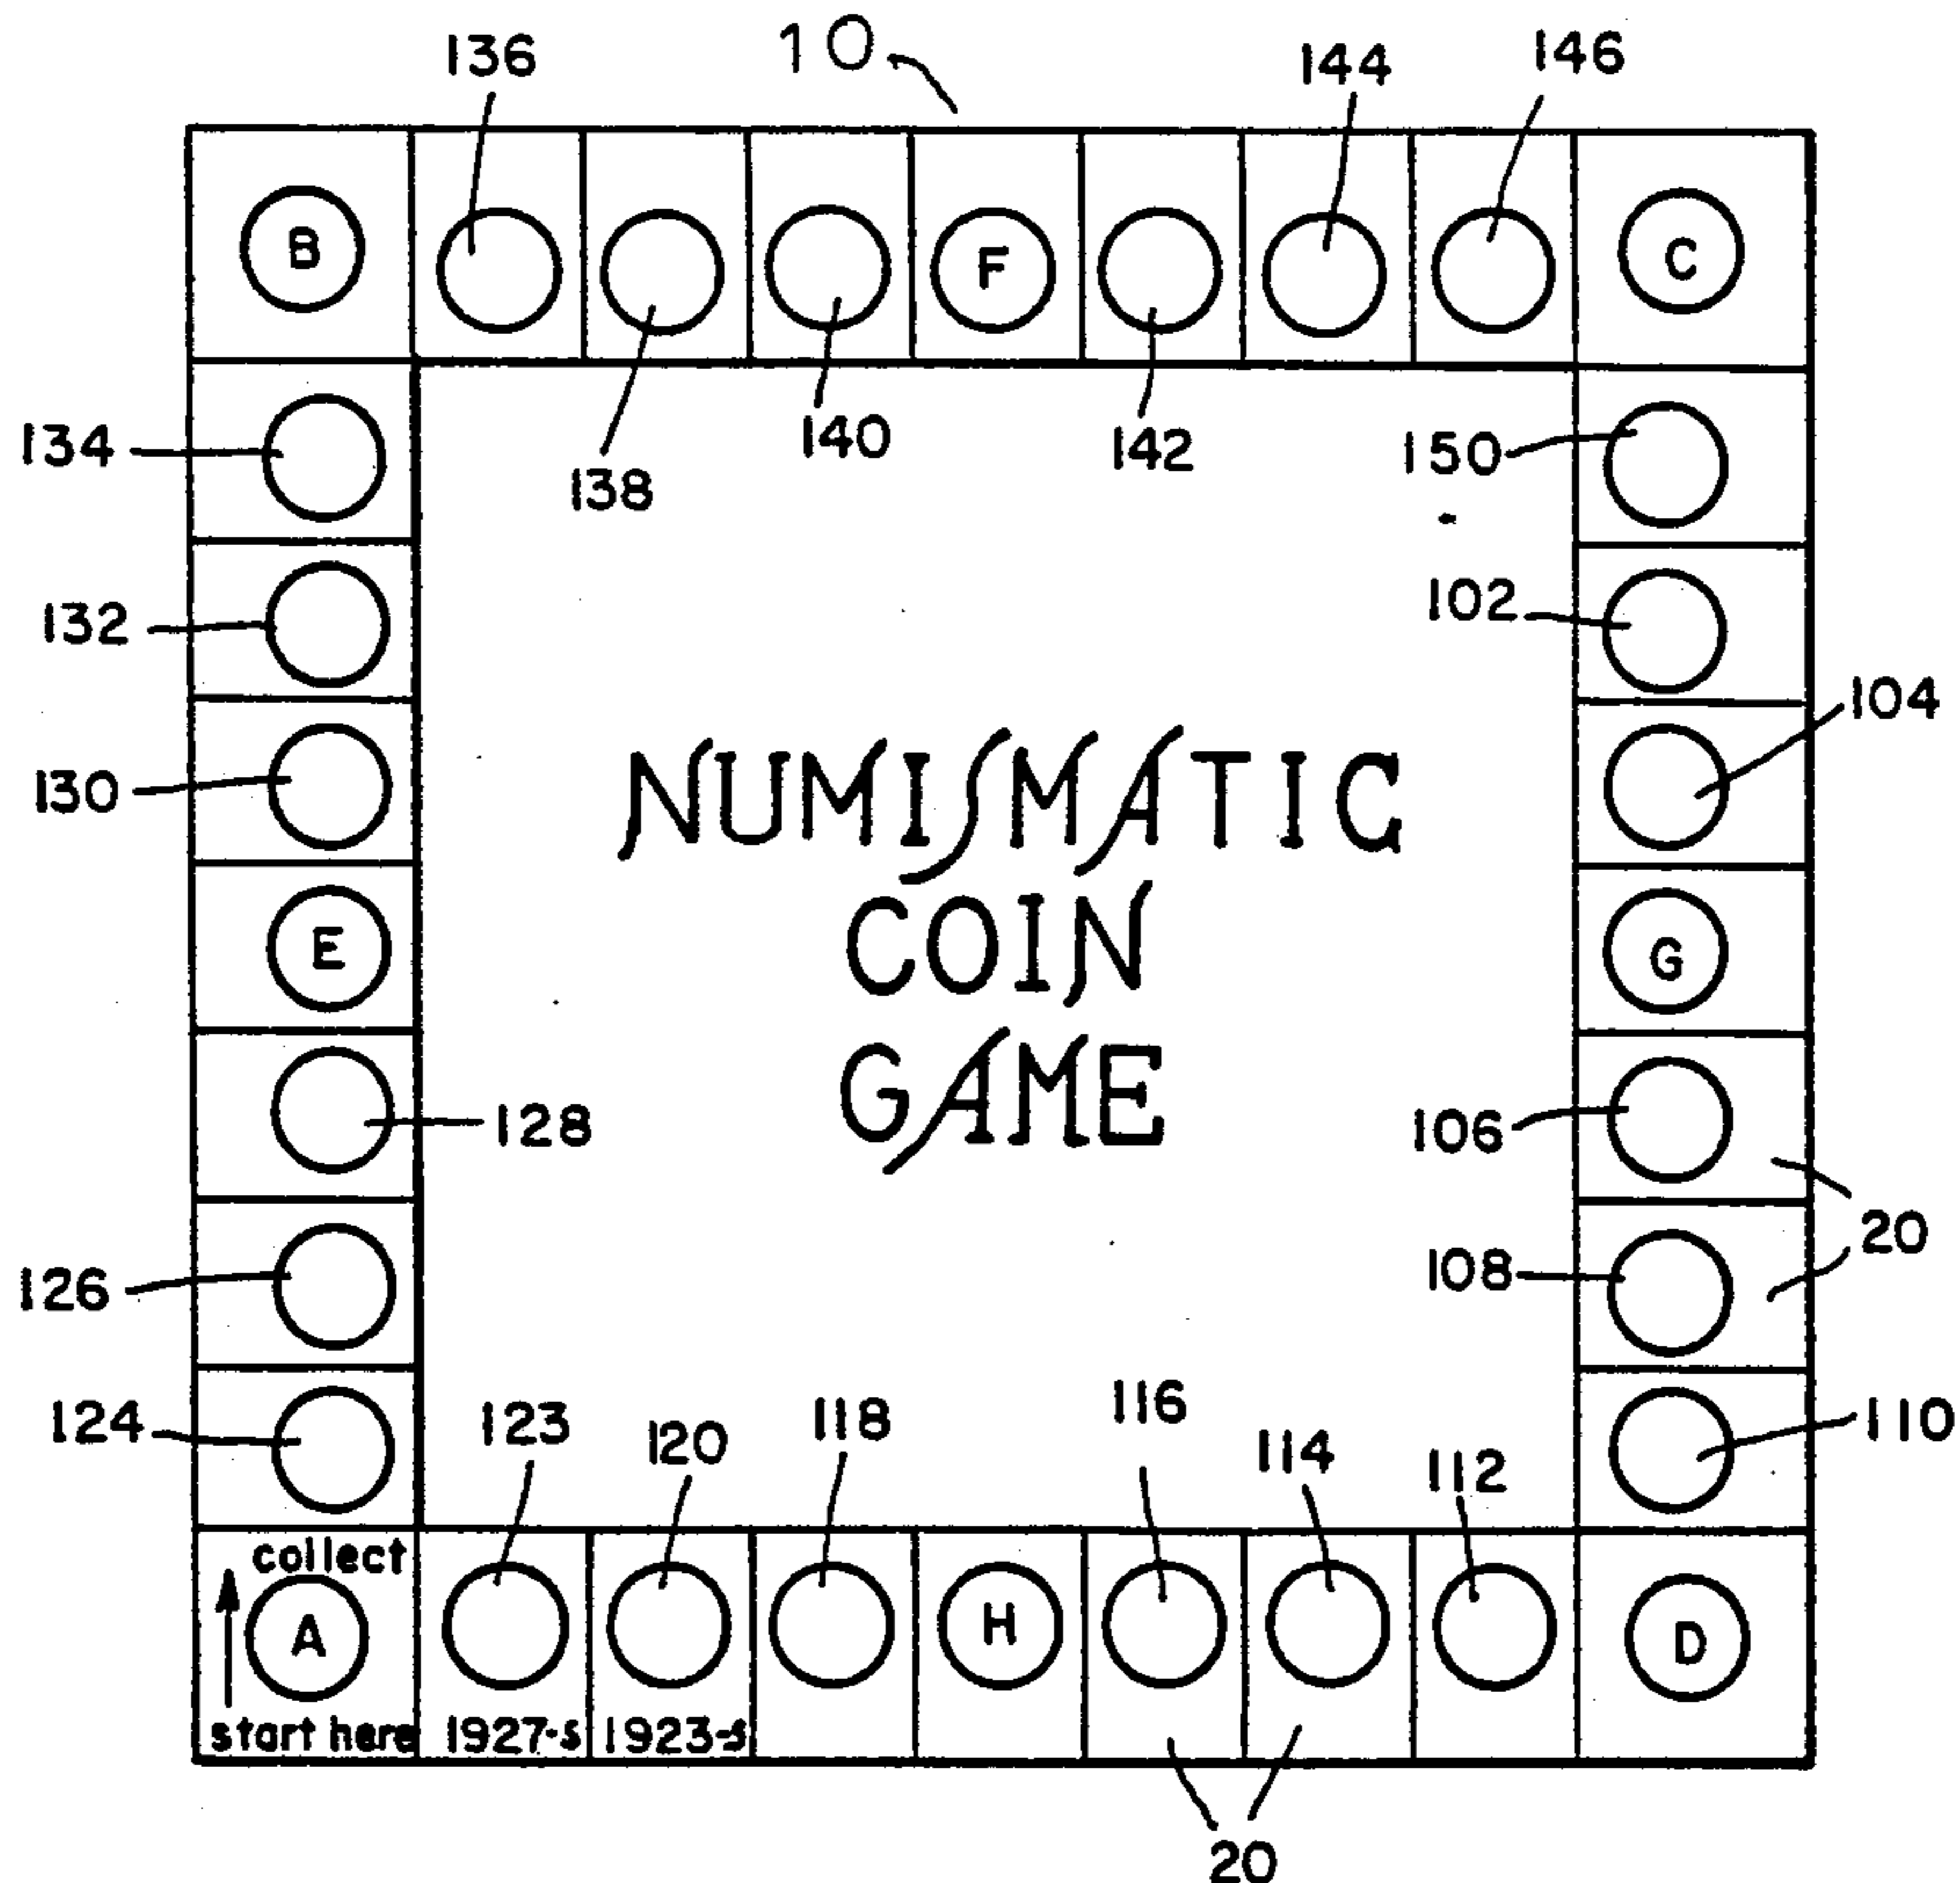 136
10
144
146
B
F
C
134
138
140
142
150
132
102
104
130
NUMISMATIC
COIN
GAME
E
G
128
106
126
108
20
124
123
120
118
116
114
112
110
collect
A
H
D
start here
1927-S
1923-S
20